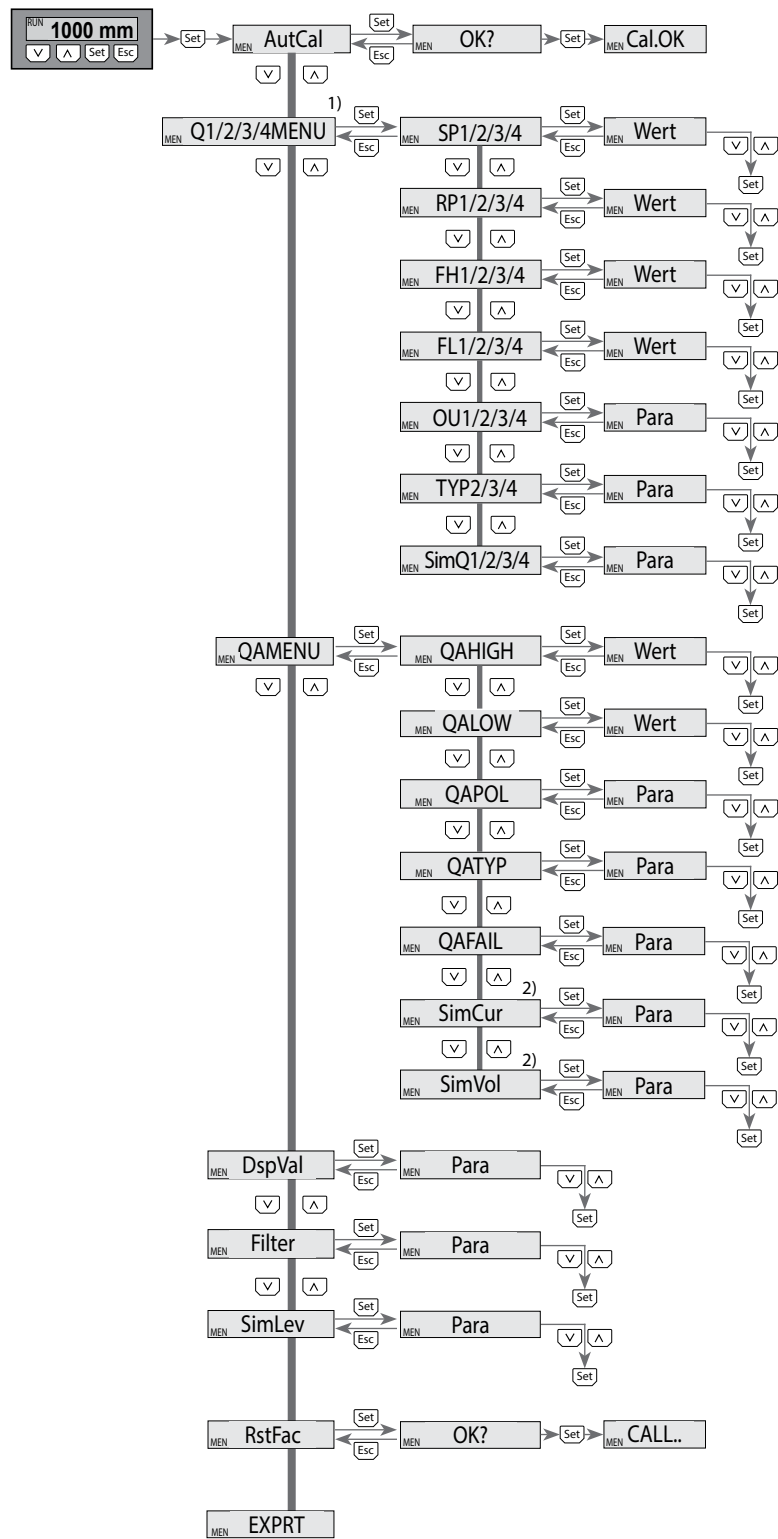 RUN 1000 mm
Set Esc
Set
MEN AutCal
Set
Esc
MEN OK?
Set
MEN Cal.OK
1)
MEN Q1/2/3/4MENU
Set
Esc
MEN SP1/2/3/4
Set
Esc
MEN Wert
Set
MEN RP1/2/3/4
Set
Esc
MEN Wert
Set
MEN FH1/2/3/4
Set
Esc
MEN Wert
Set
MEN FL1/2/3/4
Set
Esc
MEN Wert
Set
MEN OU1/2/3/4
Set
Esc
MEN Para
Set
MEN TYP2/3/4
Set
Esc
MEN Para
Set
MEN SimQ1/2/3/4
Set
Esc
MEN Para
Set
MEN QAMENU
Set
Esc
MEN QAHIGH
Set
Esc
MEN Wert
Set
MEN QALOW
Set
Esc
MEN Wert
Set
MEN QAPOL
Set
Esc
MEN Para
Set
MEN QATYP
Set
Esc
MEN Para
Set
MEN QAFAIL
Set
Esc
MEN Para
Set
2)
MEN SimCur
Set
Esc
MEN Para
Set
2)
MEN SimVol
Set
Esc
MEN Para
Set
MEN DspVal
Set
Esc
MEN Para
Set
MEN Filter
Set
Esc
MEN Para
Set
MEN SimLev
Set
Esc
MEN Para
Set
MEN RstFac
Set
Esc
MEN OK?
Set
MEN CALL..
MEN EXPRT